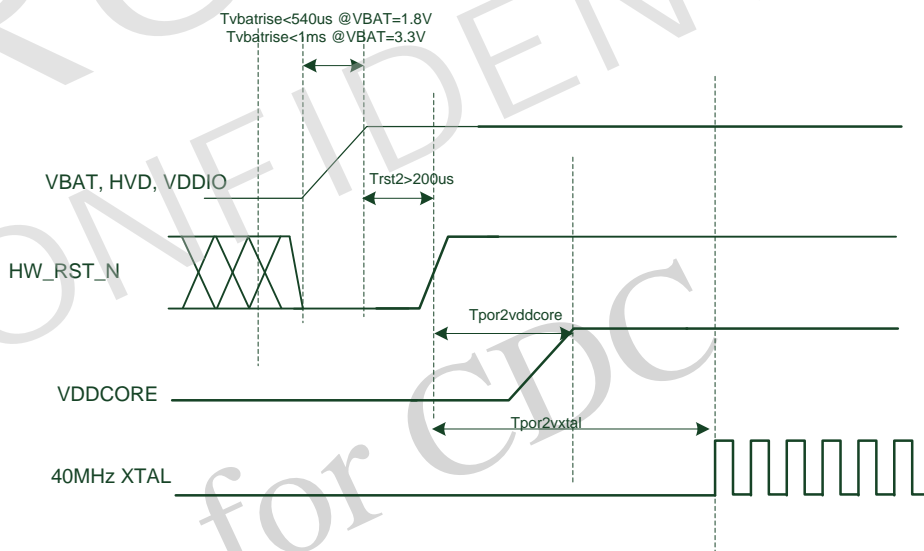 Tvbatrise<540us @VBAT=1.8V
Tvbatrise<1ms @VBAT=3.3V
VBAT, HVD, VDDIO
Trst2>200us
HW_RST_N
Tpor2vddcore
VDDCORE
Tpor2vxtal
40MHz XTAL
ONFIDEN
for CDC